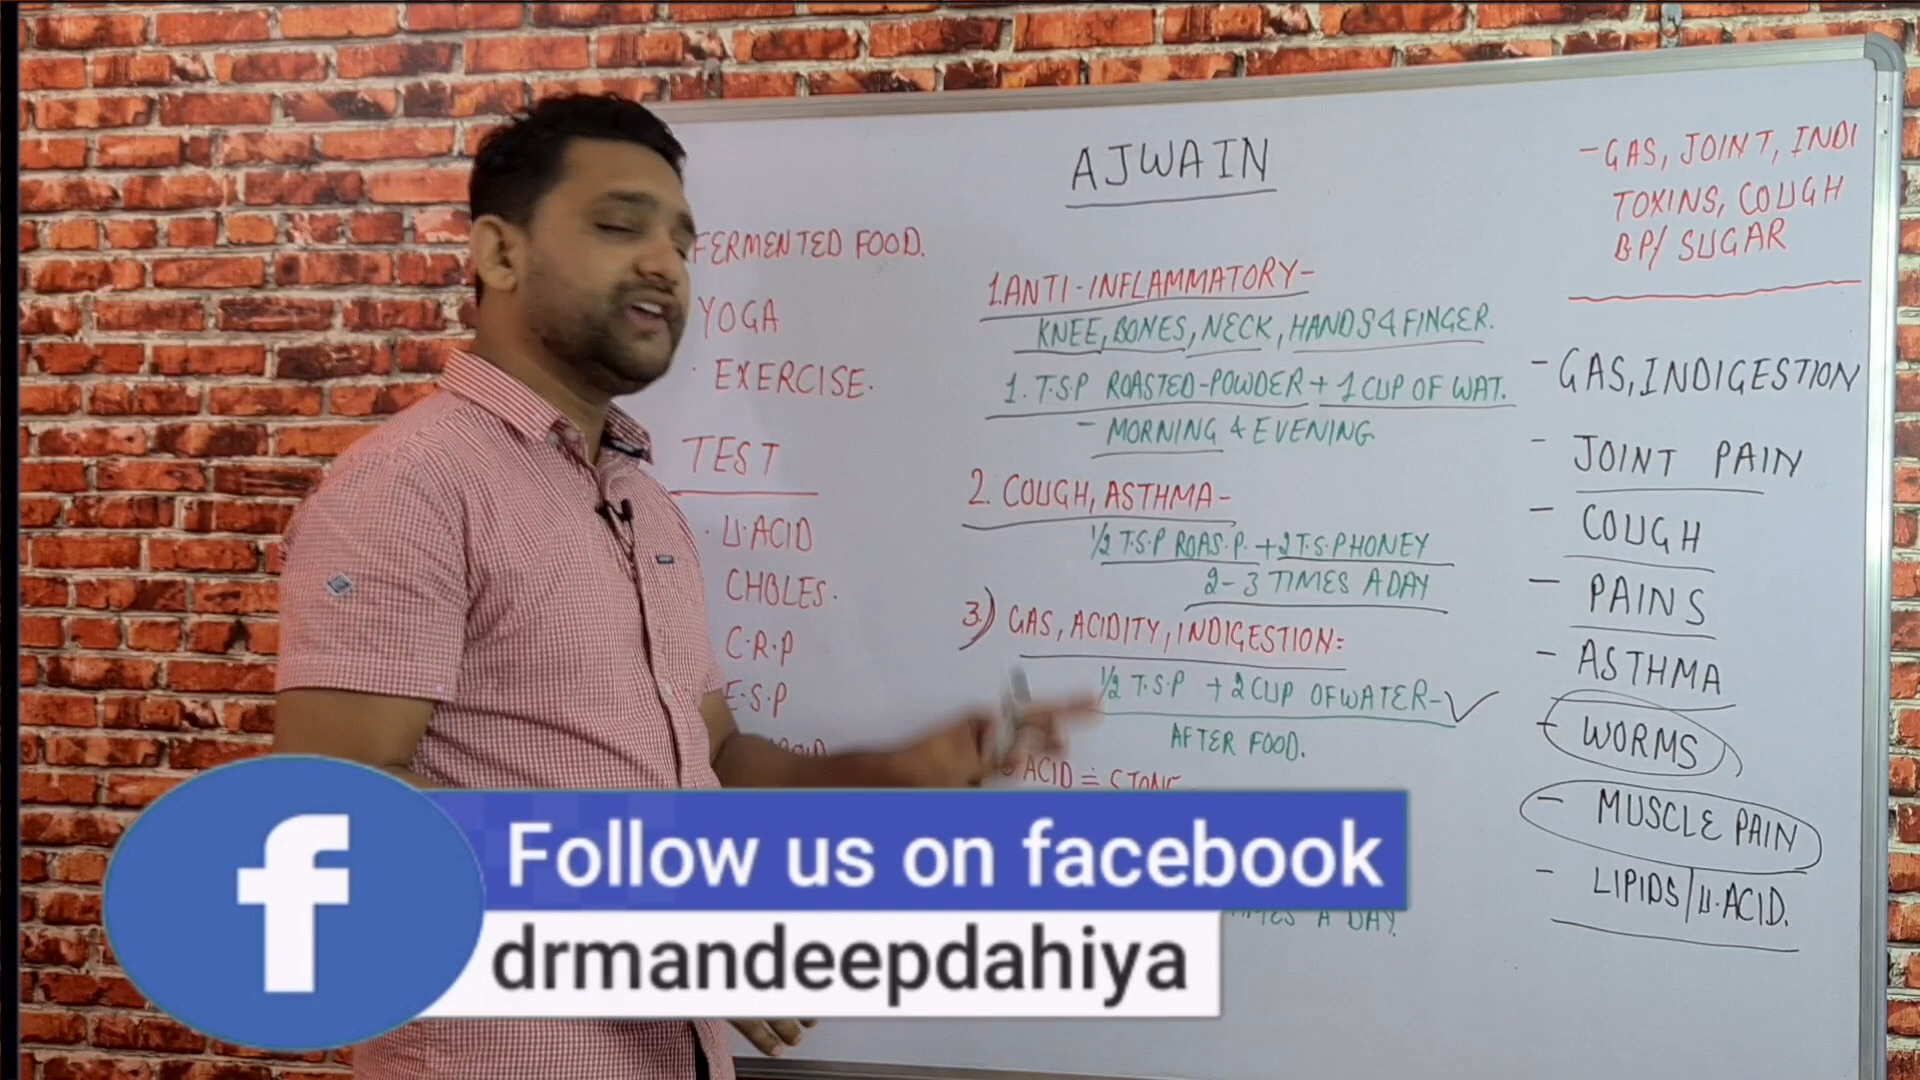 AJWAIN
-GAS, JOINT, INDI
TOXINS, COUGH
B.P/ SUGAR
FERMENTED FOOD.
YOGA
EXERCISE.
TEST
U.ACID
CHOLES.
C.R.P
E.S.P
1.ANTI-INFLAMMATORY-
KNEE, BONES, NECK, HANDS & FINGER.
1. T.S.P ROASTED-POWDER + 1 CUP OF WAT.
- MORNING & EVENING
2. COUGH, ASTHMA-
1/2 T.S.P ROAS.P. + 2 T.S.P HONEY
2-3 TIMES A DAY
3.) GAS, ACIDITY, INDIGESTION:
1/2 T.S.P + 2 CUP OF WATER-
AFTER FOOD.
ACID = STONE
A DAY.
- GAS, INDIGESTION
- JOINT PAIN
- COUGH
- PAINS
- ASTHMA
- WORMS
- MUSCLE PAIN
- LIPIDS/U.ACID.
f
Follow us on facebook
drmandeepdahiya